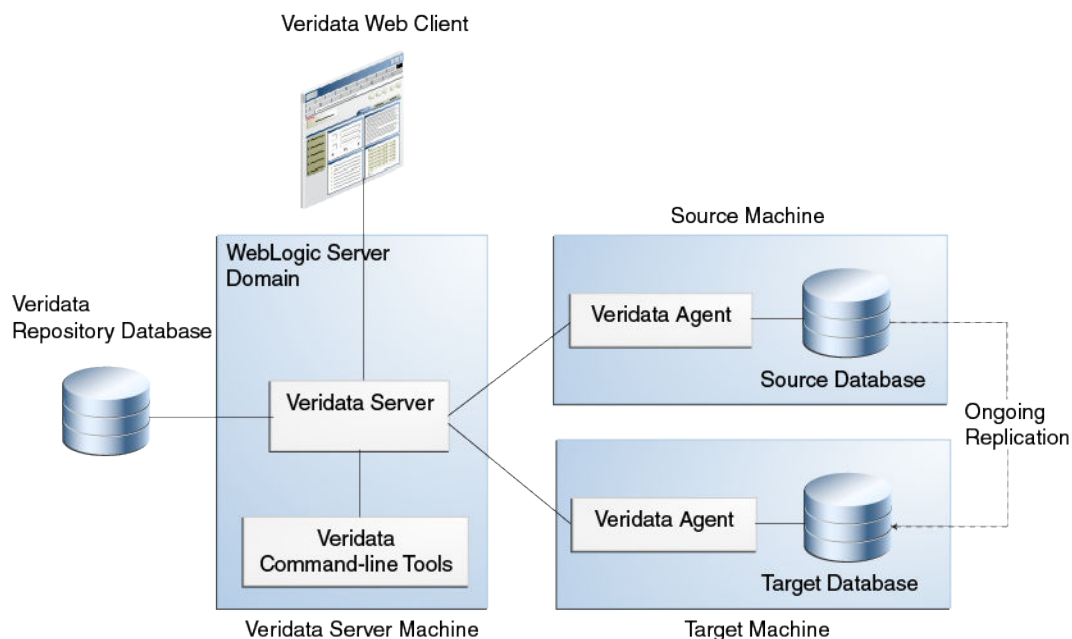 Veridata Web Client
Source Machine
WebLogic Server
Domain
Veridata
Repository Database
Veridata Agent
Source Database
Veridata Server
Ongoing
Replication
Veridata Agent
Veridata
Command-line Tools
Target Database
Veridata Server Machine
Target Machine